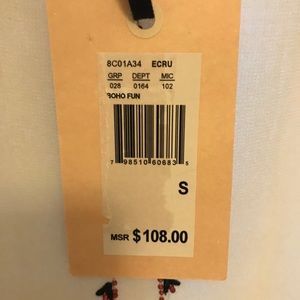 8C01A34 ECRU
GRP DEPT MIC
028 0164 102
BOHO FUN
7 98510 60683 5
S
MSR $108.00